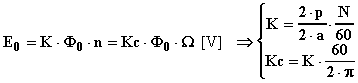 E₀ = K · Φ₀ · n = Kc · Φ₀ · Ω [V] ⇒ { K = (2 · p)/(2 · a) · N/60
Kc = K · 60/(2 · π)